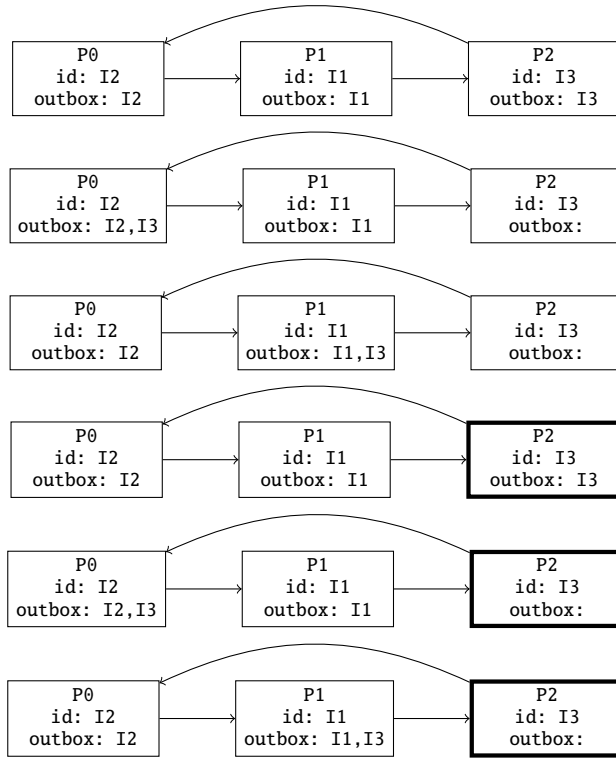 P0
id: I2
outbox: I2
P1
id: I1
outbox: I1
P2
id: I3
outbox: I3
P0
id: I2
outbox: I2,I3
P1
id: I1
outbox: I1
P2
id: I3
outbox:
P0
id: I2
outbox: I2
P1
id: I1
outbox: I1,I3
P2
id: I3
outbox:
P0
id: I2
outbox: I2
P1
id: I1
outbox: I1
P2
id: I3
outbox: I3
P0
id: I2
outbox: I2,I3
P1
id: I1
outbox: I1
P2
id: I3
outbox:
P0
id: I2
outbox: I2
P1
id: I1
outbox: I1,I3
P2
id: I3
outbox: